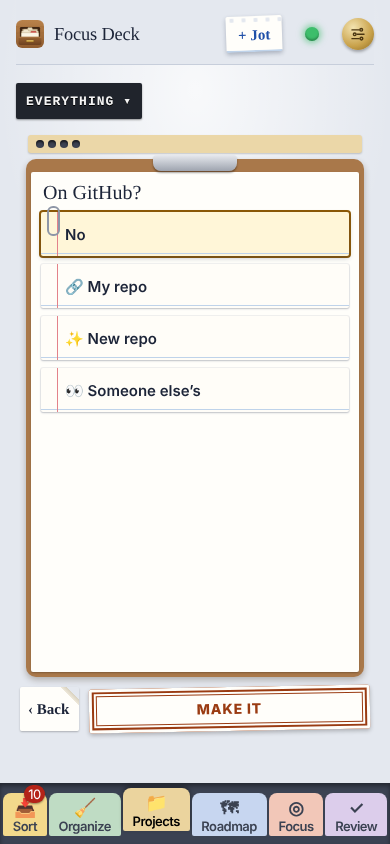 Focus Deck
+ Jot
EVERYTHING ▾
On GitHub?
No
🔗 My repo
✨ New repo
👀 Someone else's
‹ Back
MAKE IT
10
Sort
Organize
Projects
Roadmap
Focus
Review